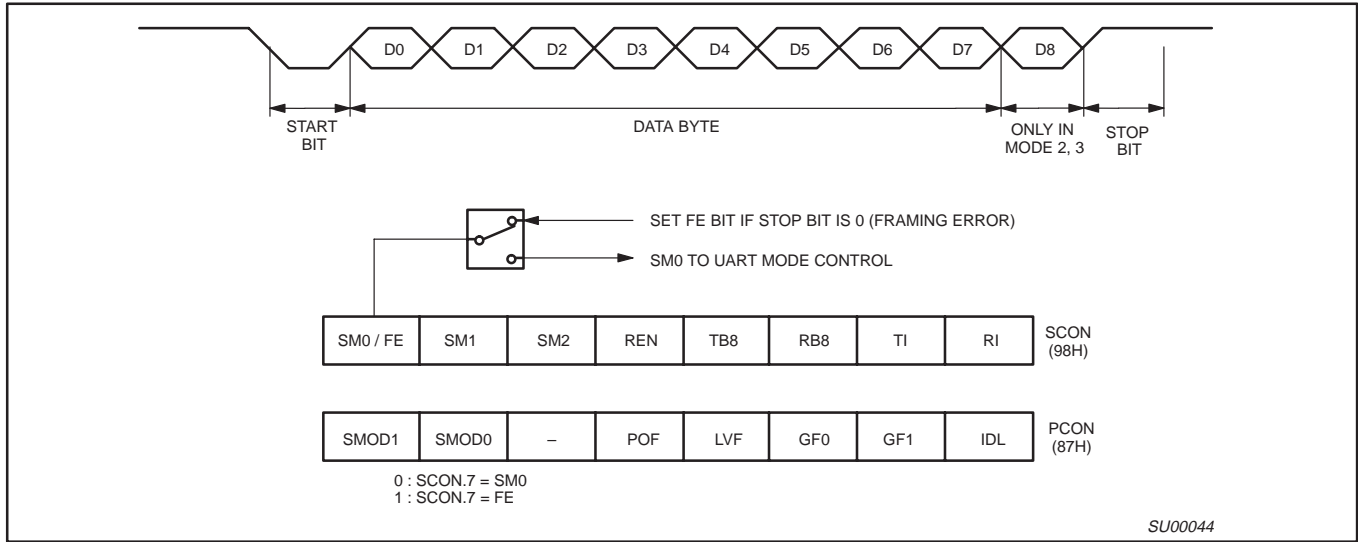 D0 D1 D2 D3 D4 D5 D6 D7 D8
START
BIT
DATA BYTE
ONLY IN
MODE 2, 3
STOP
BIT
SET FE BIT IF STOP BIT IS 0 (FRAMING ERROR)
SM0 TO UART MODE CONTROL
SM0 / FE SM1 SM2 REN TB8 RB8 TI RI
SCON
(98H)
SMOD1 SMOD0 – POF LVF GF0 GF1 IDL
PCON
(87H)
0 : SCON.7 = SM0
1 : SCON.7 = FE
SU00044